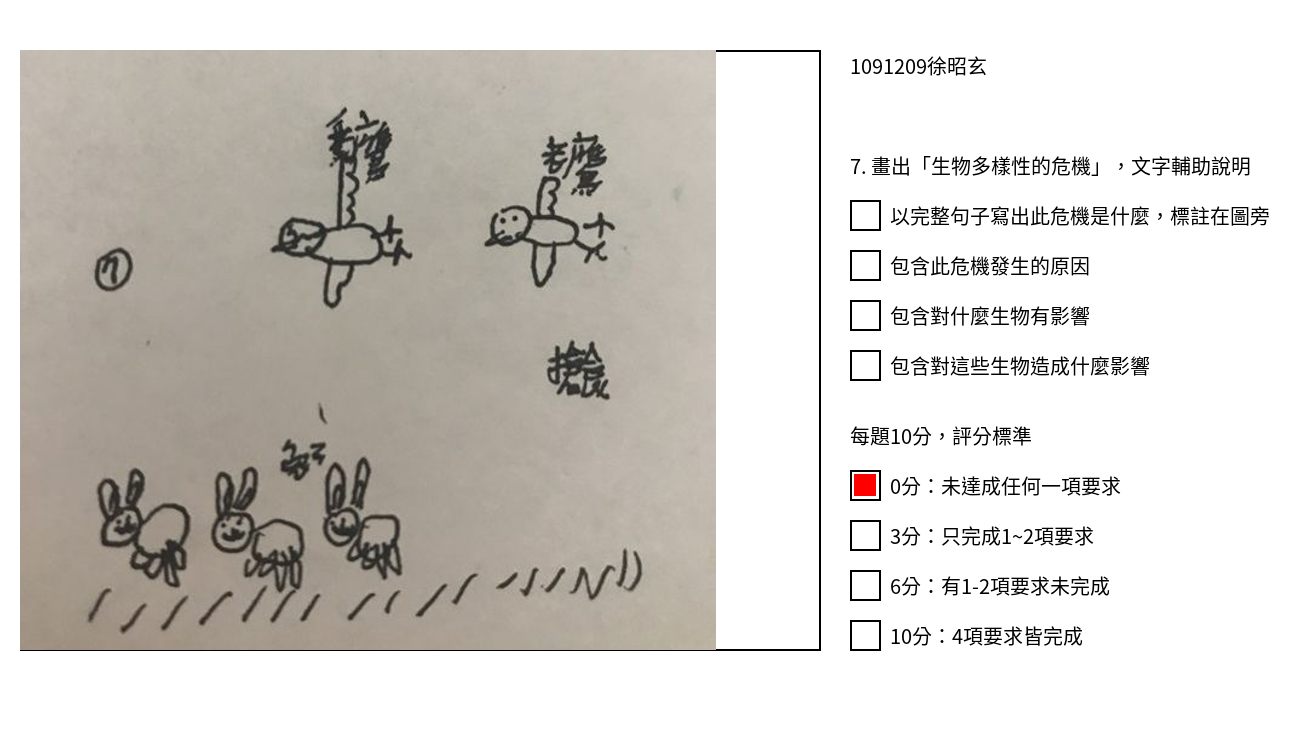 1091209徐昭玄
7. 畫出「生物多樣性的危機」，文字輔助說明
以完整句子寫出此危機是什麼，標註在圖旁
包含此危機發生的原因
包含對什麼生物有影響
包含對這些生物造成什麼影響
每題10分，評分標準
0分：未達成任何一項要求
3分：只完成1~2項要求
6分：有1-2項要求未完成
10分：4項要求皆完成
老鷹
⑦
搶食